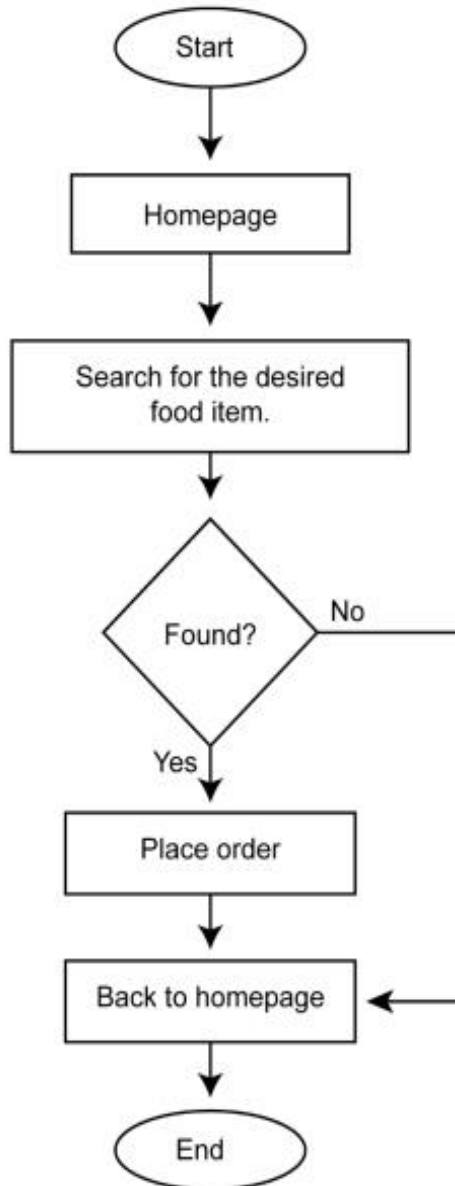 Start
Homepage
Search for the desired
food item.
Found?
No
Yes
Place order
Back to homepage
End